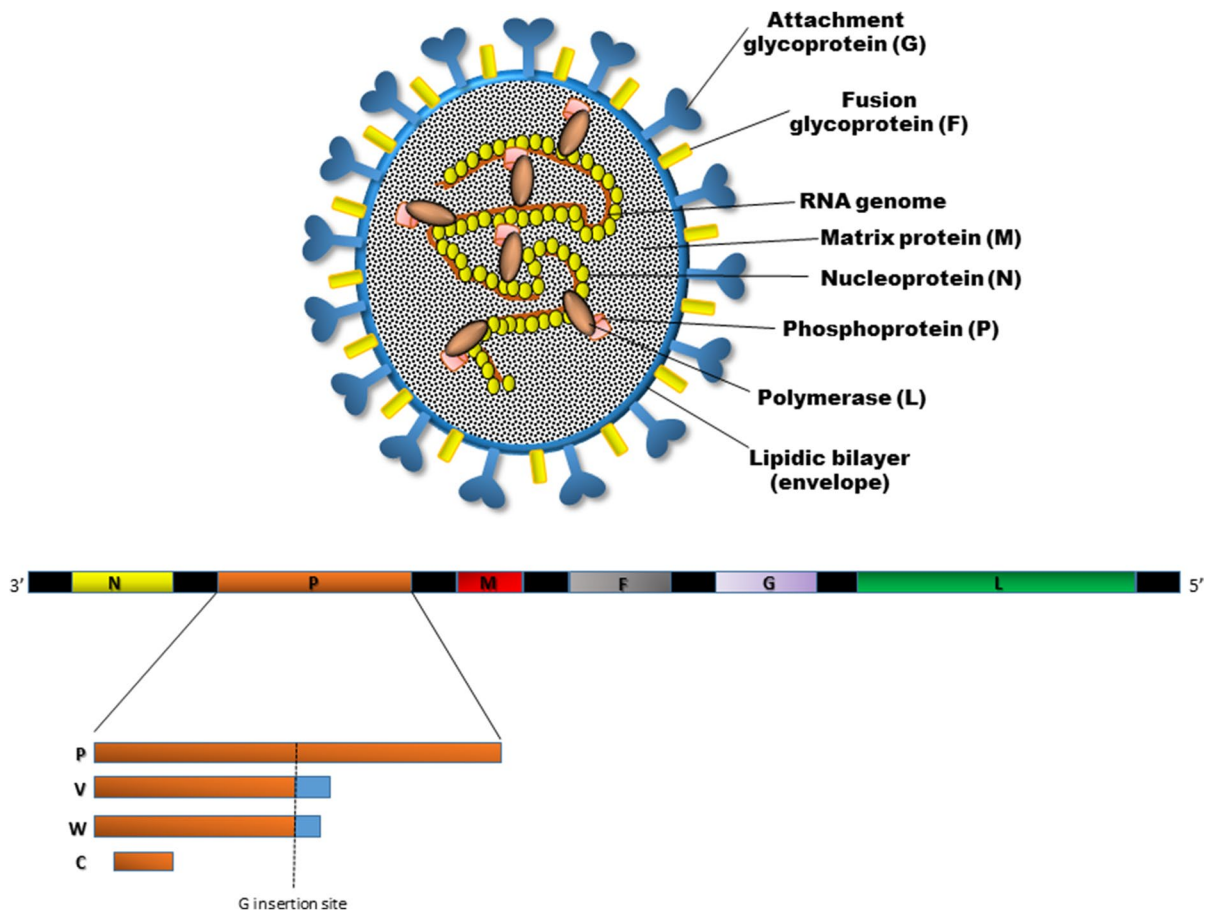 Attachment
glycoprotein (G)
Fusion
glycoprotein (F)
RNA genome
Matrix protein (M)
Nucleoprotein (N)
Phosphoprotein (P)
Polymerase (L)
Lipidic bilayer
(envelope)
3’ N P M F G L 5’
P
V
W
C
G insertion site